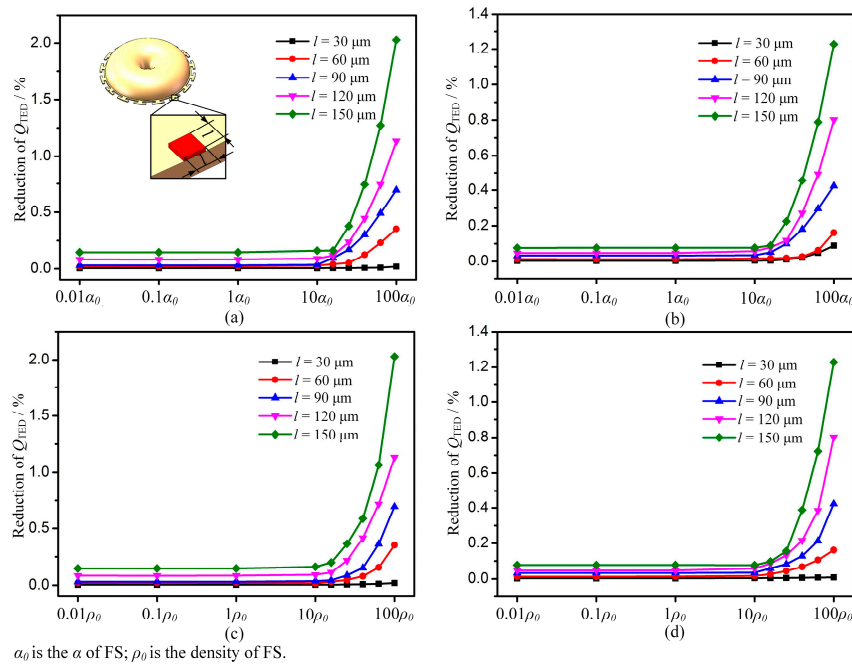 2.0
1.5
1.0
0.5
0.0
Reduction of QTED / %
l = 30 μm
l = 60 μm
l = 90 μm
l = 120 μm
l = 150 μm
l
l
0.01α0 0.1α0 1α0 10α0 100α0
(a)
1.4
1.2
1.0
0.8
0.6
0.4
0.2
0.0
Reduction of QTED / %
l = 30 μm
l = 60 μm
l − 90 μm
l = 120 μm
l = 150 μm
0.01α0 0.1α0 1α0 10α0 100α0
(b)
2.0
1.5
1.0
0.5
0.0
Reduction of QTED / %
l = 30 μm
l = 60 μm
l = 90 μm
l = 120 μm
l = 150 μm
0.01ρ0 0.1ρ0 1ρ0 10ρ0 100ρ0
(c)
1.4
1.2
1.0
0.8
0.6
0.4
0.2
0.0
Reduction of QTED / %
l = 30 μm
l = 60 μm
l = 90 μm
l = 120 μm
l = 150 μm
0.01ρ0 0.1ρ0 1ρ0 10ρ0 100ρ0
(d)
α0 is the α of FS; ρ0 is the density of FS.